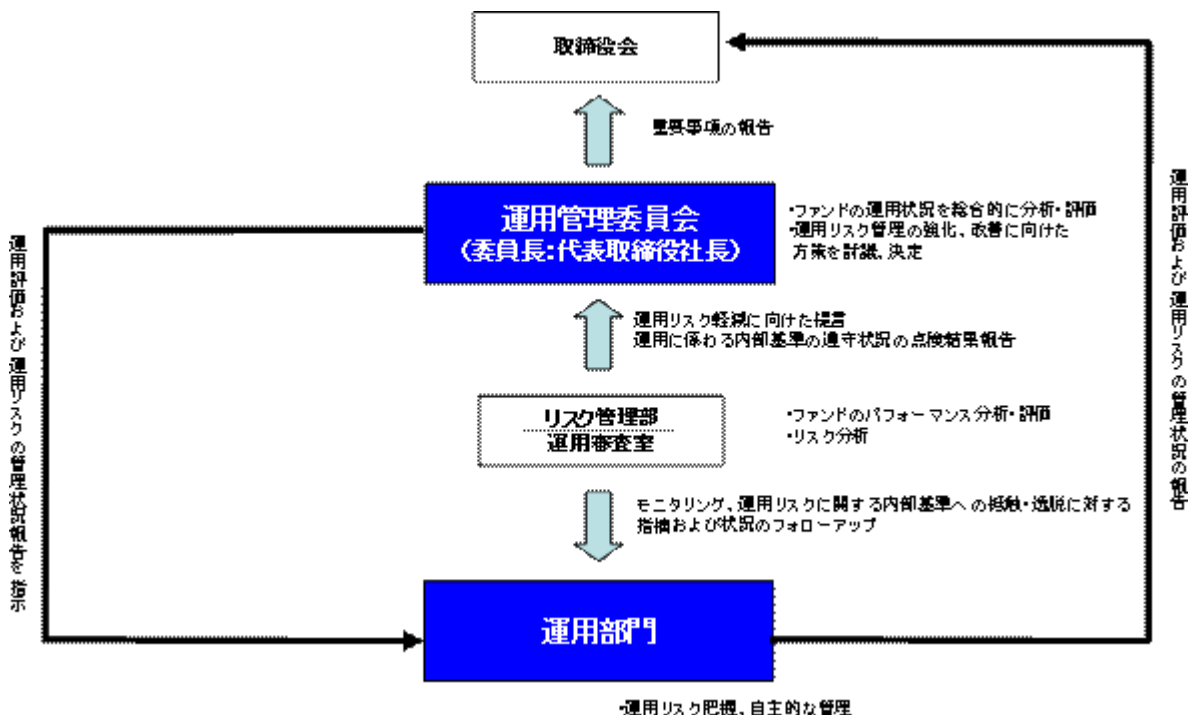 取締役会
重要事項の報告
運用管理委員会
(委員長:代表取締役社長)
・ファンドの運用状況を総合的に分析・評価
・運用リスク管理の強化、改善に向けた
方策を討議、決定
運用リスク軽減に向けた提言
運用に係わる内部基準の遵守状況の点検結果報告
リスク管理部
運用審査室
・ファンドのパフォーマンス分析・評価
・リスク分析
モニタリング、運用リスクに関する内部基準への抵触・逸脱に対する
指摘および状況のフォローアップ
運用部門
・運用リスク把握、自主的な管理
運用評価および運用リスクの管理状況報告を指示
運用評価および運用リスクの管理状況の報告